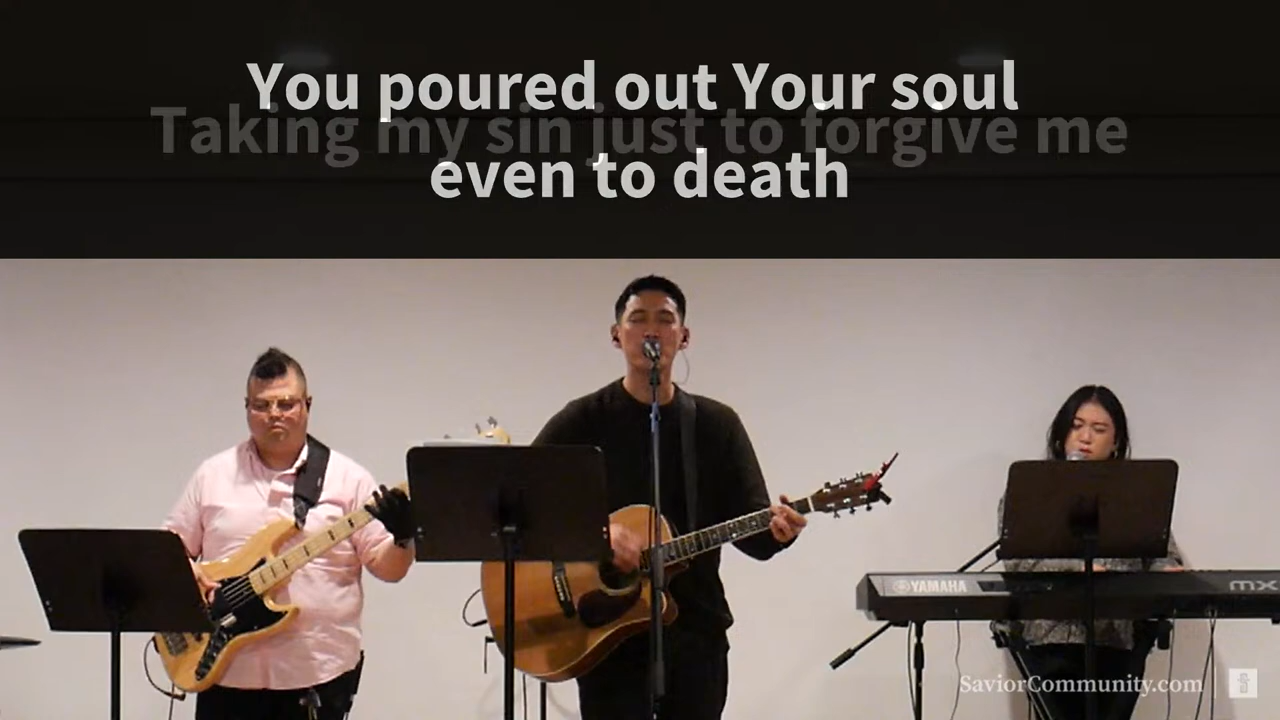 You poured out Your soul
Taking my sin just to forgive me
even to death
YAMAHA
MX
SaviorCommunity.com